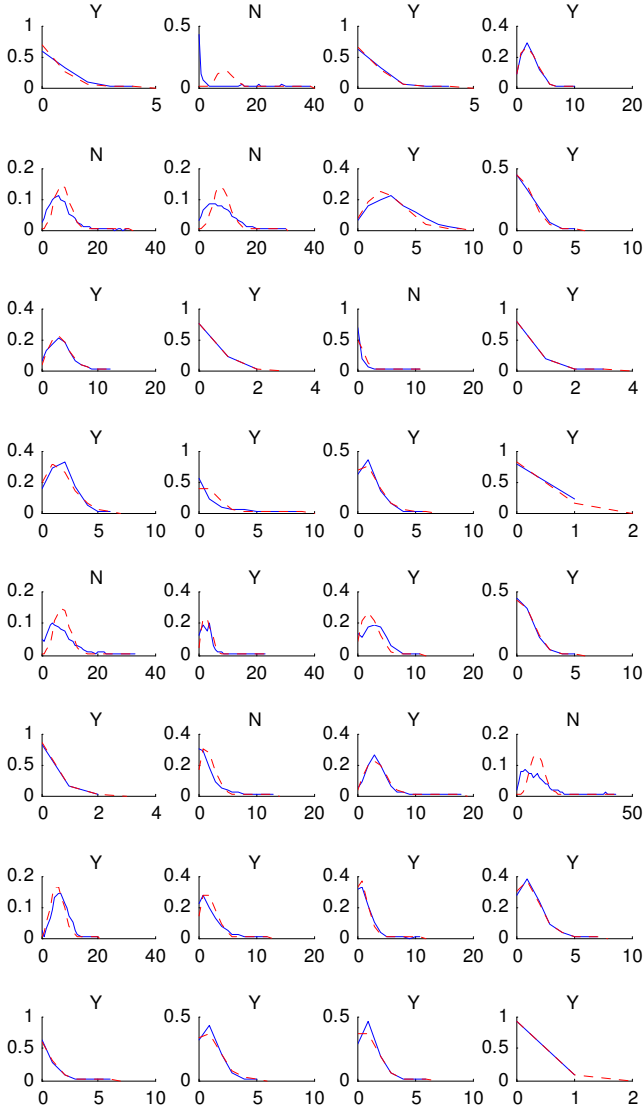 Y N Y Y
1 0.5 1 0.4
0.5 0.5 0.2
0 0 0 0
0 5 0 20 40 0 5 0 10 20
N N Y Y
0.2 0.2 0.4 1
0.1 0.1 0.2 0.5
0 0 0 0
0 20 40 0 20 40 0 5 10 0 5 10
Y Y N Y
0.4 1 1 1
0.2 0.5 0.5 0.5
0 0 0 0
0 10 20 0 2 4 0 10 20 0 2 4
Y Y Y Y
0.4 1 0.5 1
0.2 0.5 0.5
0 0 0 0
0 5 10 0 5 10 0 5 10 0 1 2
N Y Y Y
0.2 0.4 0.4 1
0.1 0.2 0.2 0.5
0 0 0 0
0 20 40 0 20 40 0 10 20 0 5 10
Y N Y N
1 0.4 0.4 0.2
0.5 0.2 0.2 0.1
0 0 0 0
0 2 4 0 10 20 0 10 20 0 50
Y Y Y Y
0.2 0.4 0.4 0.4
0.1 0.2 0.2 0.2
0 0 0 0
0 20 40 0 10 20 0 10 20 0 5 10
Y Y Y Y
1 0.5 0.5 1
0.5 0.5
0 0 0 0
0 5 10 0 5 10 0 5 10 0 1 2